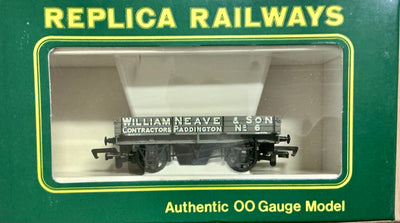 REPLICA RAILWAYS
WILLIAM NEAVE & SON
CONTRACTORS PADDINGTON No 6
Authentic OO Gauge Model